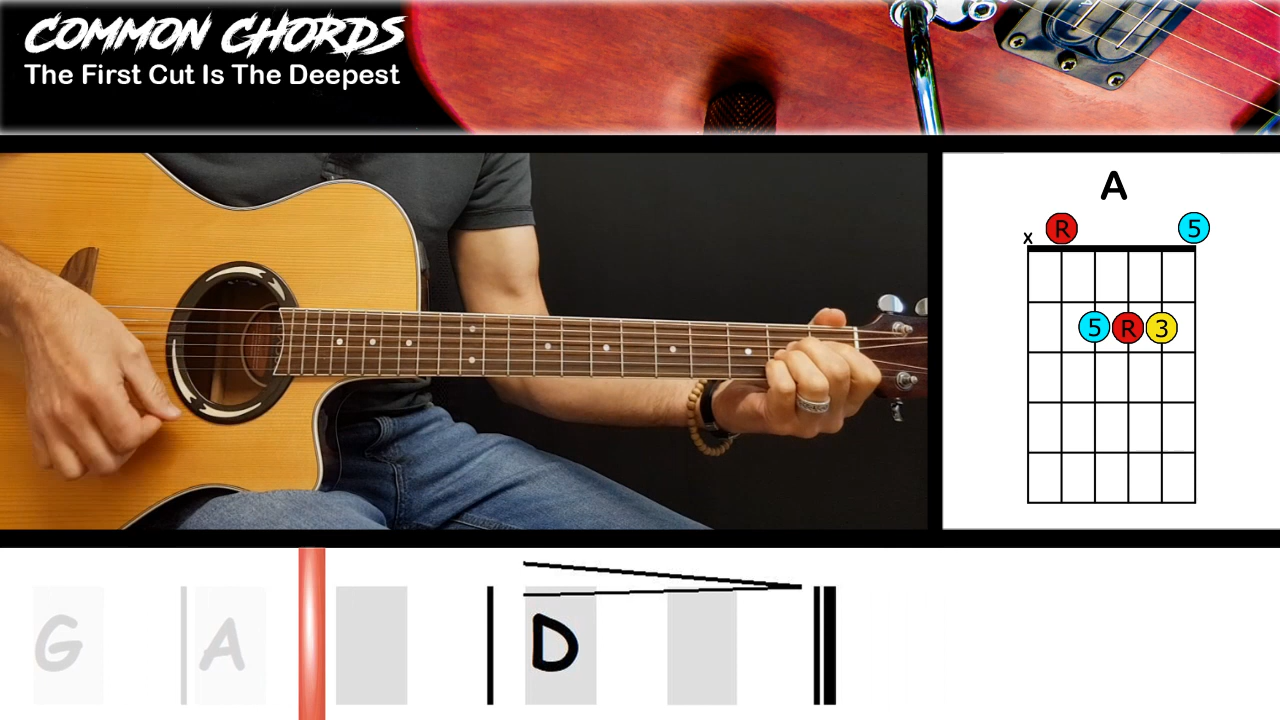 COMMON CHORDS
The First Cut Is The Deepest
A
x R 5
5 R 3
G A D